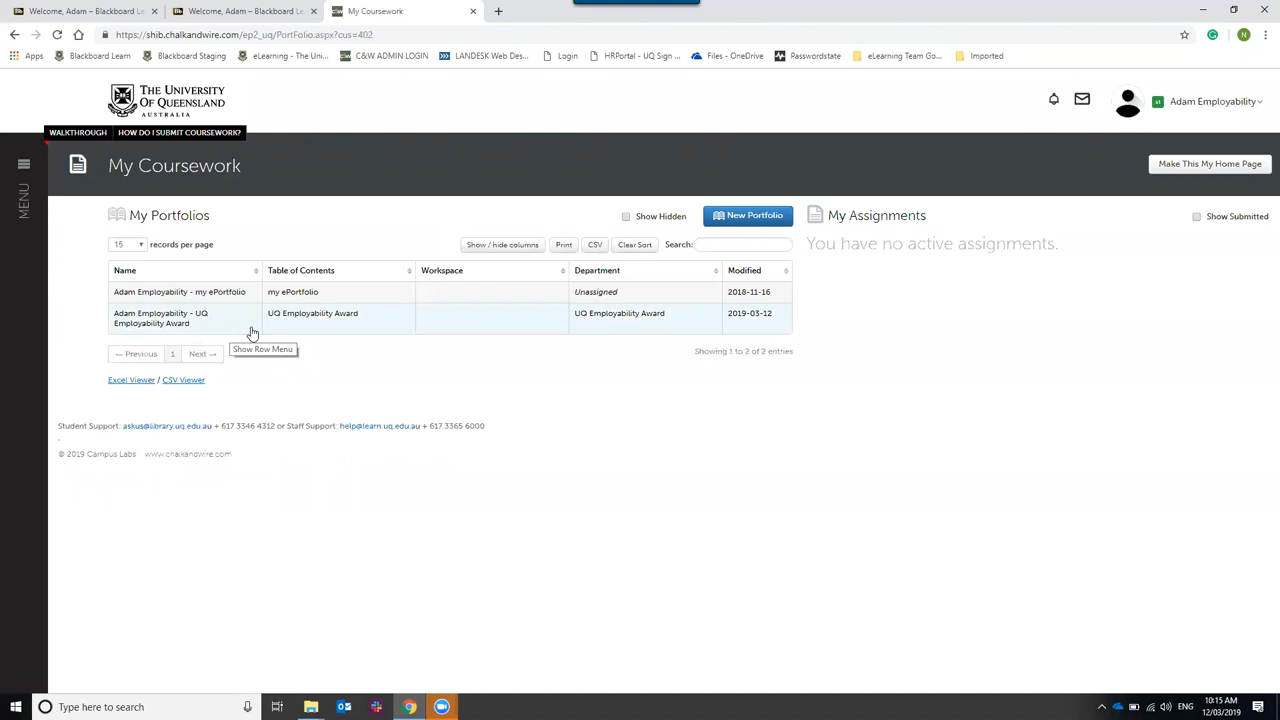 Welcome, Adam – Blackboard Le
Welcome, Adam – Blackboard Le
My Coursework
https://shib.chalkandwire.com/ep2_uq/PortFolio.aspx?cus=402
N
Apps
Blackboard Learn
Blackboard Staging
eLearning - The Uni...
C&W ADMIN LOGIN
LANDESK Web Des...
Login
HRPortal - UQ Sign ...
Files - OneDrive
Passwordstate
eLearning Team Go...
Imported
THE UNIVERSITY
OF QUEENSLAND
AUSTRALIA
Adam Employability
WALKTHROUGH
HOW DO I SUBMIT COURSEWORK?
MENU
My Coursework
Make This My Home Page
My Portfolios
Show Hidden
New Portfolio
My Assignments
Show Submitted
15 records per page
Show / hide columns
Print
CSV
Clear Sort
Search:
You have no active assignments.
Name
Table of Contents
Workspace
Department
Modified
Adam Employability - my ePortfolio
my ePortfolio
Unassigned
2018-11-16
Adam Employability - UQ
Employability Award
UQ Employability Award
UQ Employability Award
2019-03-12
Show Row Menu
← Previous
1
Next →
Showing 1 to 2 of 2 entries
Excel Viewer / CSV Viewer
Student Support: askus@library.uq.edu.au + 617 3346 4312 or Staff Support: help@learn.uq.edu.au + 617 3365 6000
.
© 2019 Campus Labs www.chalkandwire.com
Type here to search
ENG
10:15 AM
12/03/2019